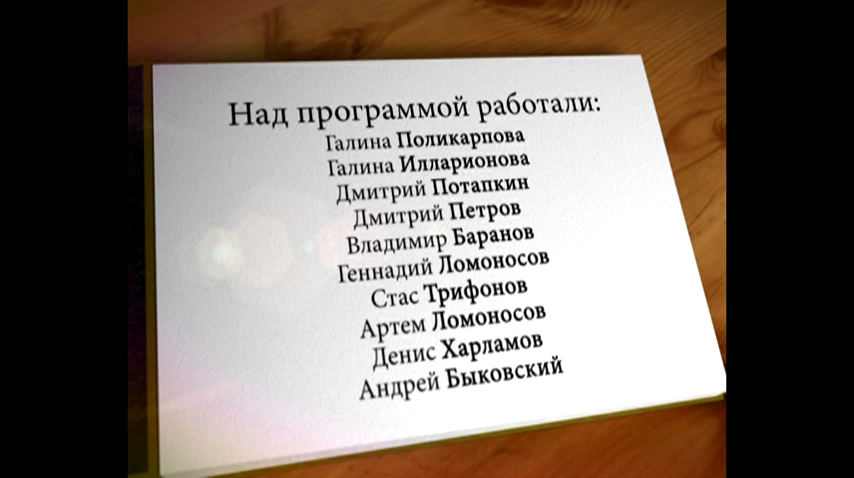 Над программой работали:
Галина Поликарпова
Галина Илларионова
Дмитрий Потапкин
Дмитрий Петров
Владимир Баранов
Геннадий Ломоносов
Стас Трифонов
Артем Ломоносов
Денис Харламов
Андрей Быковский